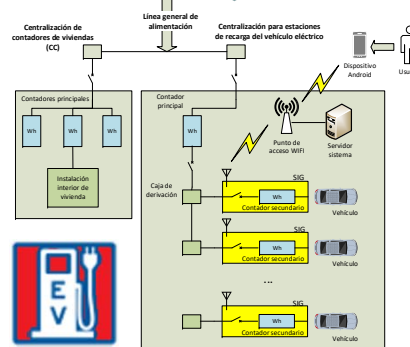 Línea general de
alimentación
Centralización de
contadores de viviendas
(CC)
Centralización para estaciones
de recarga del vehículo eléctrico
Dispositivo
Android
Contadores principales
Wh
Wh
Wh
Instalación
interior de
vivienda
Contador
principal
Wh
Punto de
acceso WIFI
Servidor
sistema
Caja de
derivación
SIG
Wh
Contador secundario
Vehículo
SIG
Wh
Contador secundario
Vehículo
...
SIG
Wh
Contador secundario
Vehículo
E
V